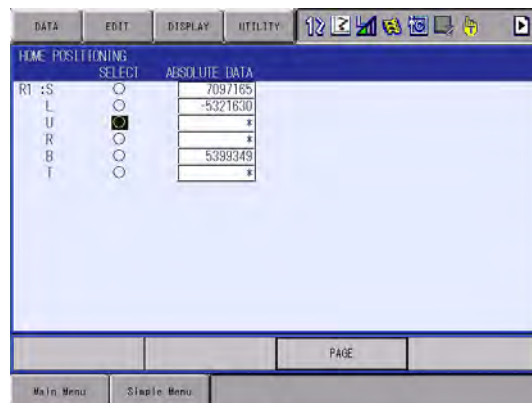 DATA EDIT DISPLAY UTILITY
HOME POSITIONING
SELECT ABSOLUTE DATA
R1 :S 7097165
L -5321630
U *
R *
B 5399349
T *
PAGE
Main Menu Simple Menu